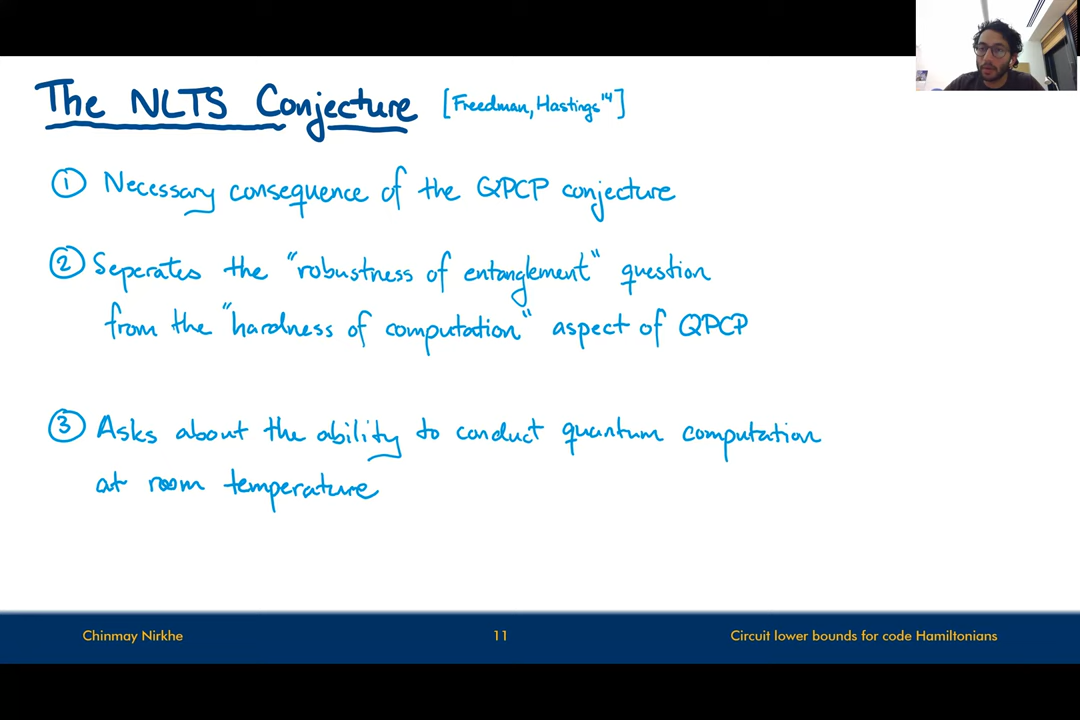 The NLTS Conjecture [Freedman, Hastings '14]
① Necessary consequence of the QPCP conjecture
② Seperates the "robustness of entanglement" question
from the "hardness of computation" aspect of QPCP
③ Asks about the ability to conduct quantum computation
at room temperature
Chinmay Nirkhe 11 Circuit lower bounds for code Hamiltonians